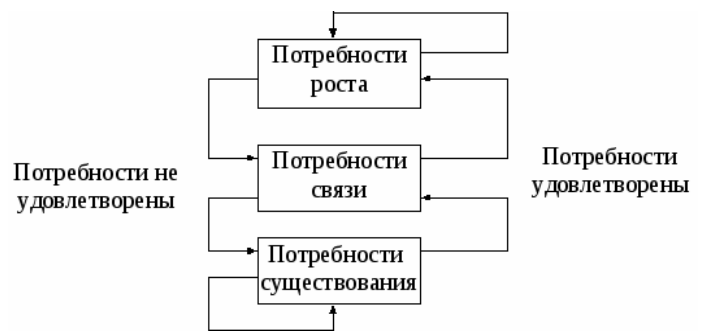 Потребности
роста
Потребности не
удовлетворены
Потребности
связи
Потребности
удовлетворены
Потребности
существования